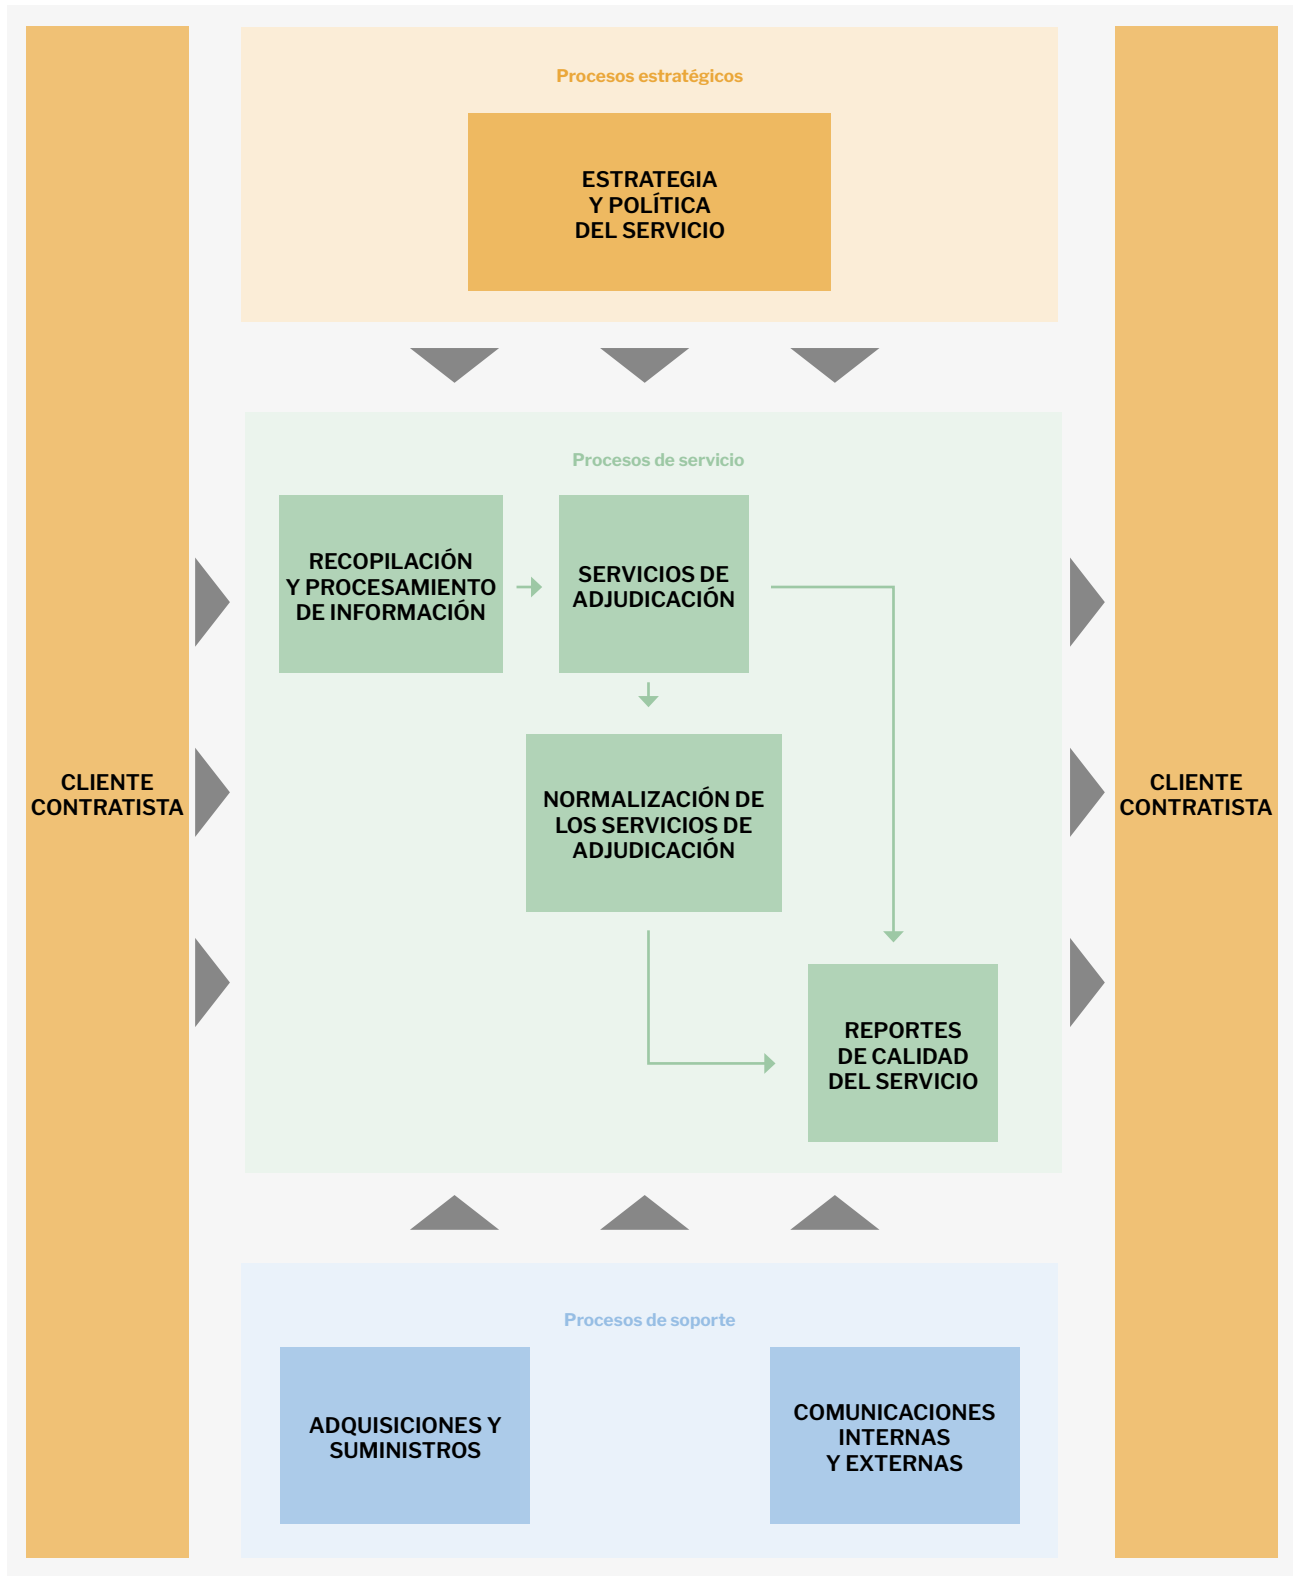 Procesos estratégicos
ESTRATEGIA
Y POLÍTICA
DEL SERVICIO
CLIENTE
CONTRATISTA
Procesos de servicio
RECOPILACIÓN
Y PROCESAMIENTO
DE INFORMACIÓN
SERVICIOS DE
ADJUDICACIÓN
NORMALIZACIÓN DE
LOS SERVICIOS DE
ADJUDICACIÓN
REPORTES
DE CALIDAD
DEL SERVICIO
CLIENTE
CONTRATISTA
Procesos de soporte
ADQUISICIONES Y
SUMINISTROS
COMUNICACIONES
INTERNAS
Y EXTERNAS